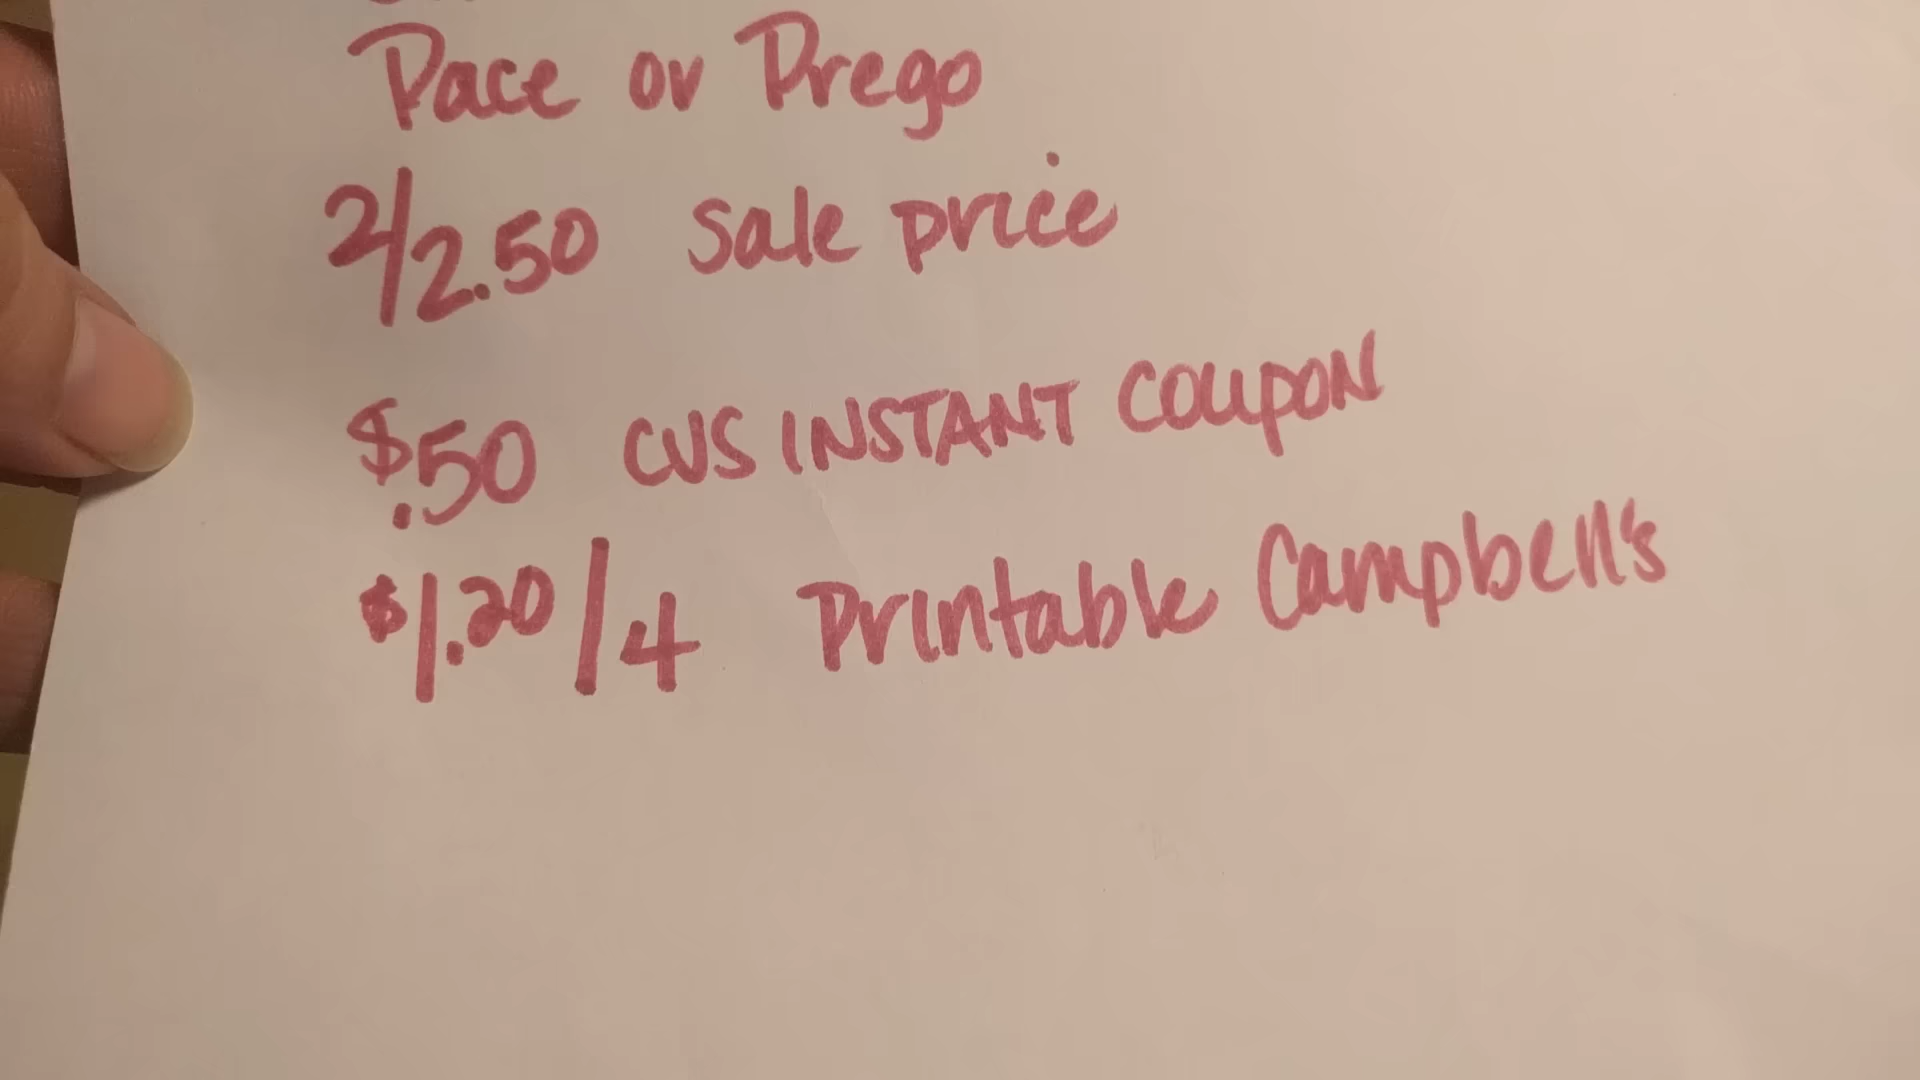 Pace or Prego
2/2.50 sale price
$.50 CVS INSTANT COUPON
$1.20/4 Printable Campbell's